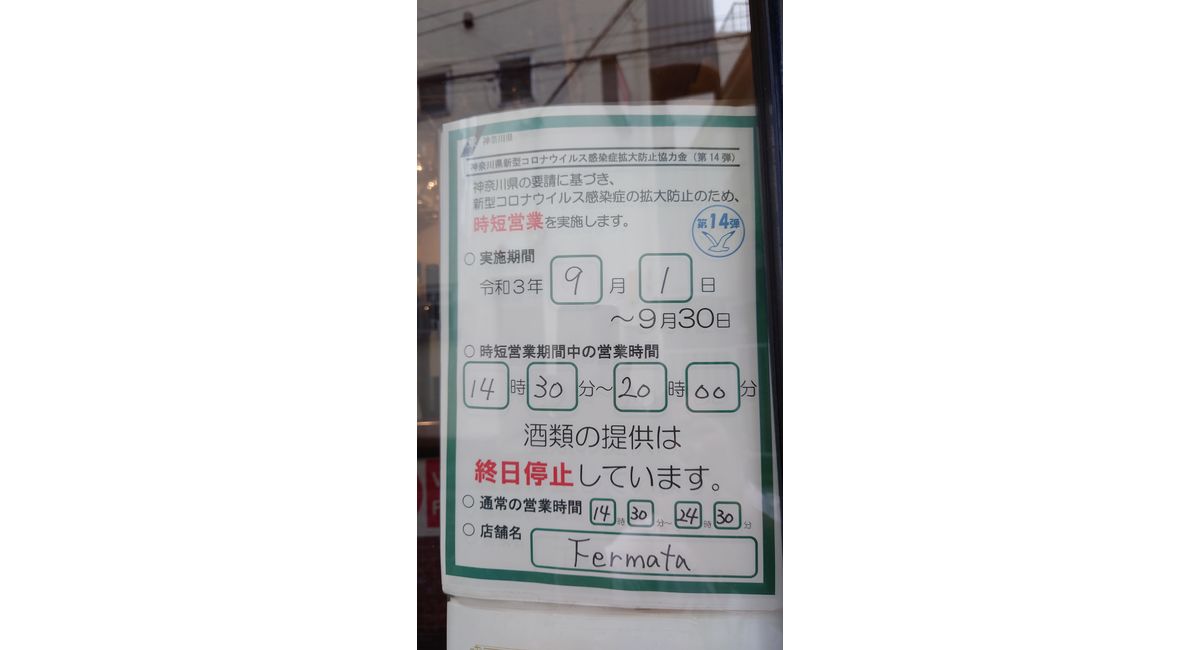 神奈川県
神奈川県新型コロナウイルス感染症拡大防止協力金（第14弾）
神奈川県の要請に基づき、
新型コロナウイルス感染症の拡大防止のため、
時短営業を実施します。
第14弾
○ 実施期間
令和3年 9 月 1 日
～9月30日
○ 時短営業期間中の営業時間
14 時 30 分～ 20 時 00 分
酒類の提供は
終日停止しています。
○ 通常の営業時間 14 時 30 分～ 24 時 30 分
○ 店舗名 Fermata